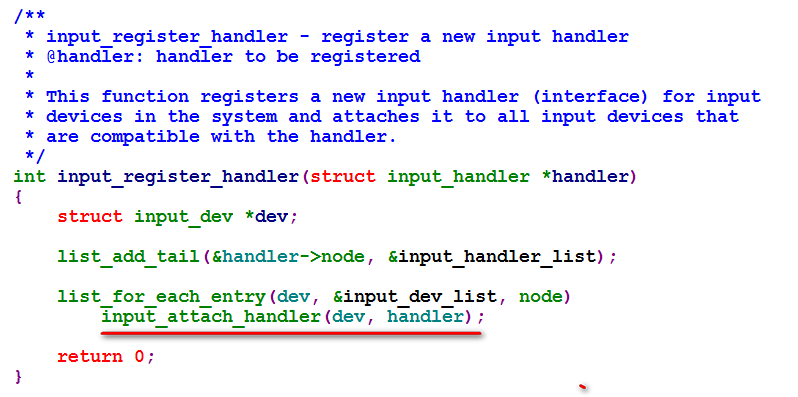 /**
 * input_register_handler - register a new input handler
 * @handler: handler to be registered
 *
 * This function registers a new input handler (interface) for input
 * devices in the system and attaches it to all input devices that
 * are compatible with the handler.
 */
int input_register_handler(struct input_handler *handler)
{
    struct input_dev *dev;

    list_add_tail(&handler->node, &input_handler_list);

    list_for_each_entry(dev, &input_dev_list, node)
        input_attach_handler(dev, handler);

    return 0;
}